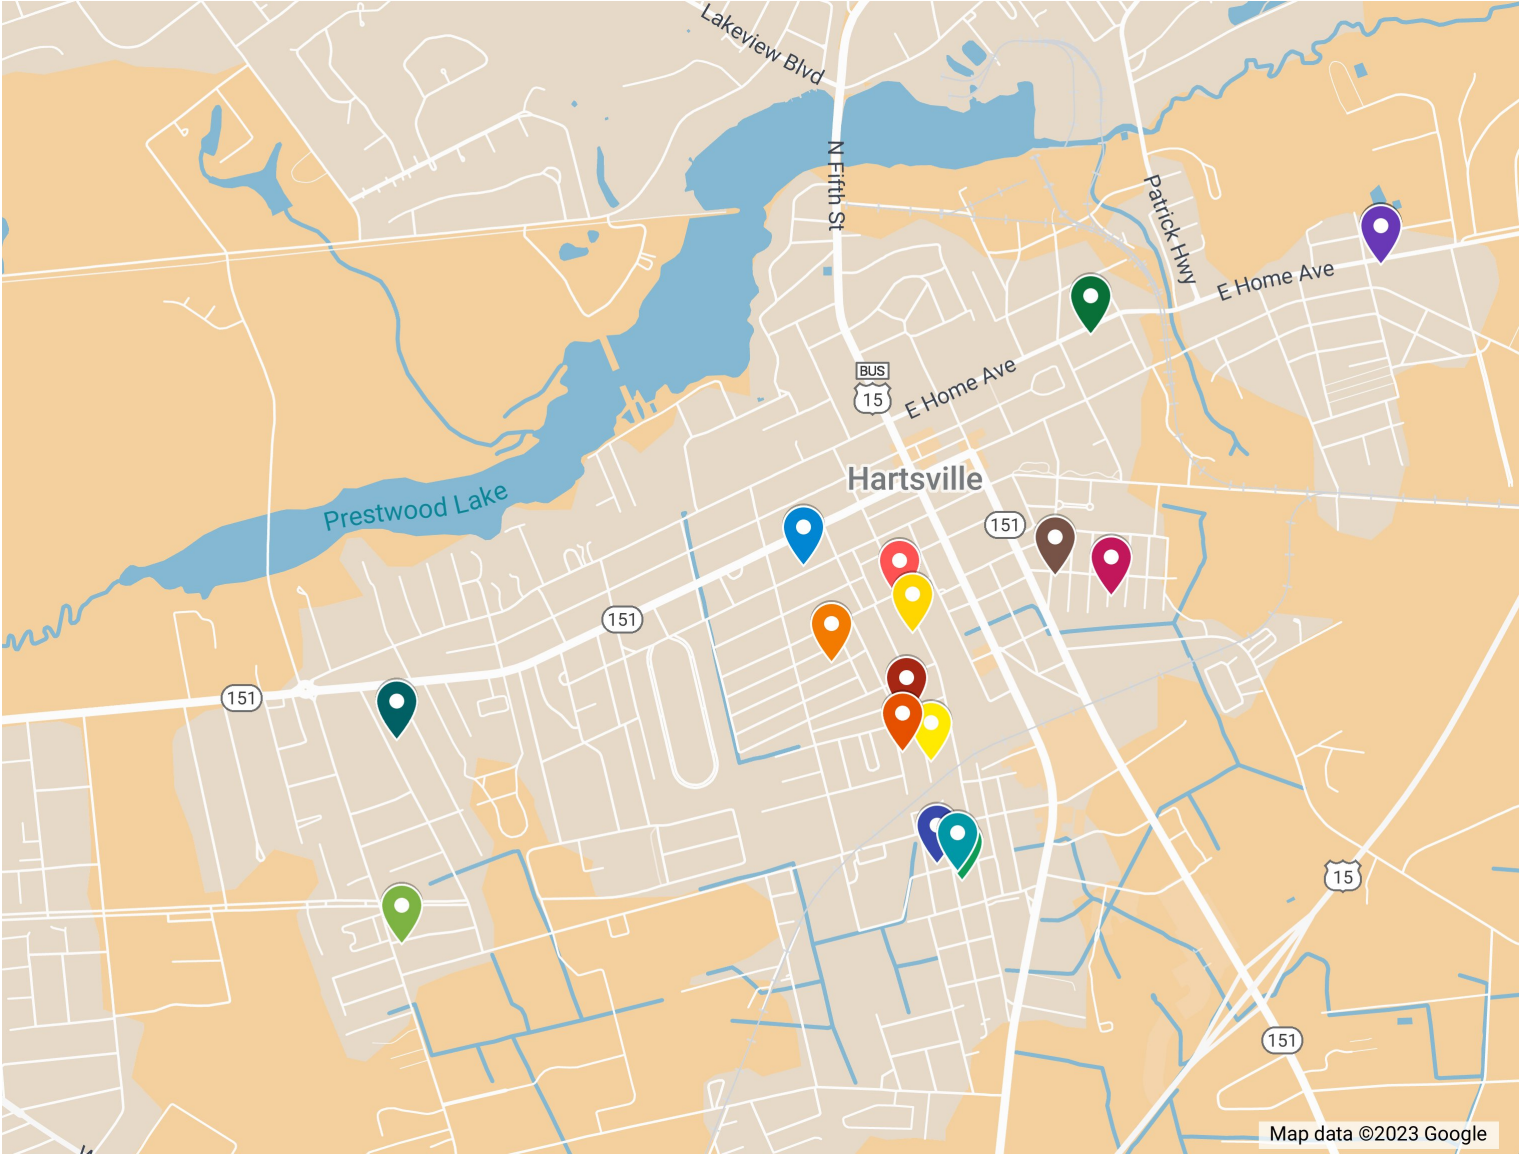 Lakeview Blvd
N Fifth St
Patrick Hwy
E Home Ave
BUS
15
E Home Ave
Hartsville
Prestwood Lake
151
151
151
15
151
Map data ©2023 Google